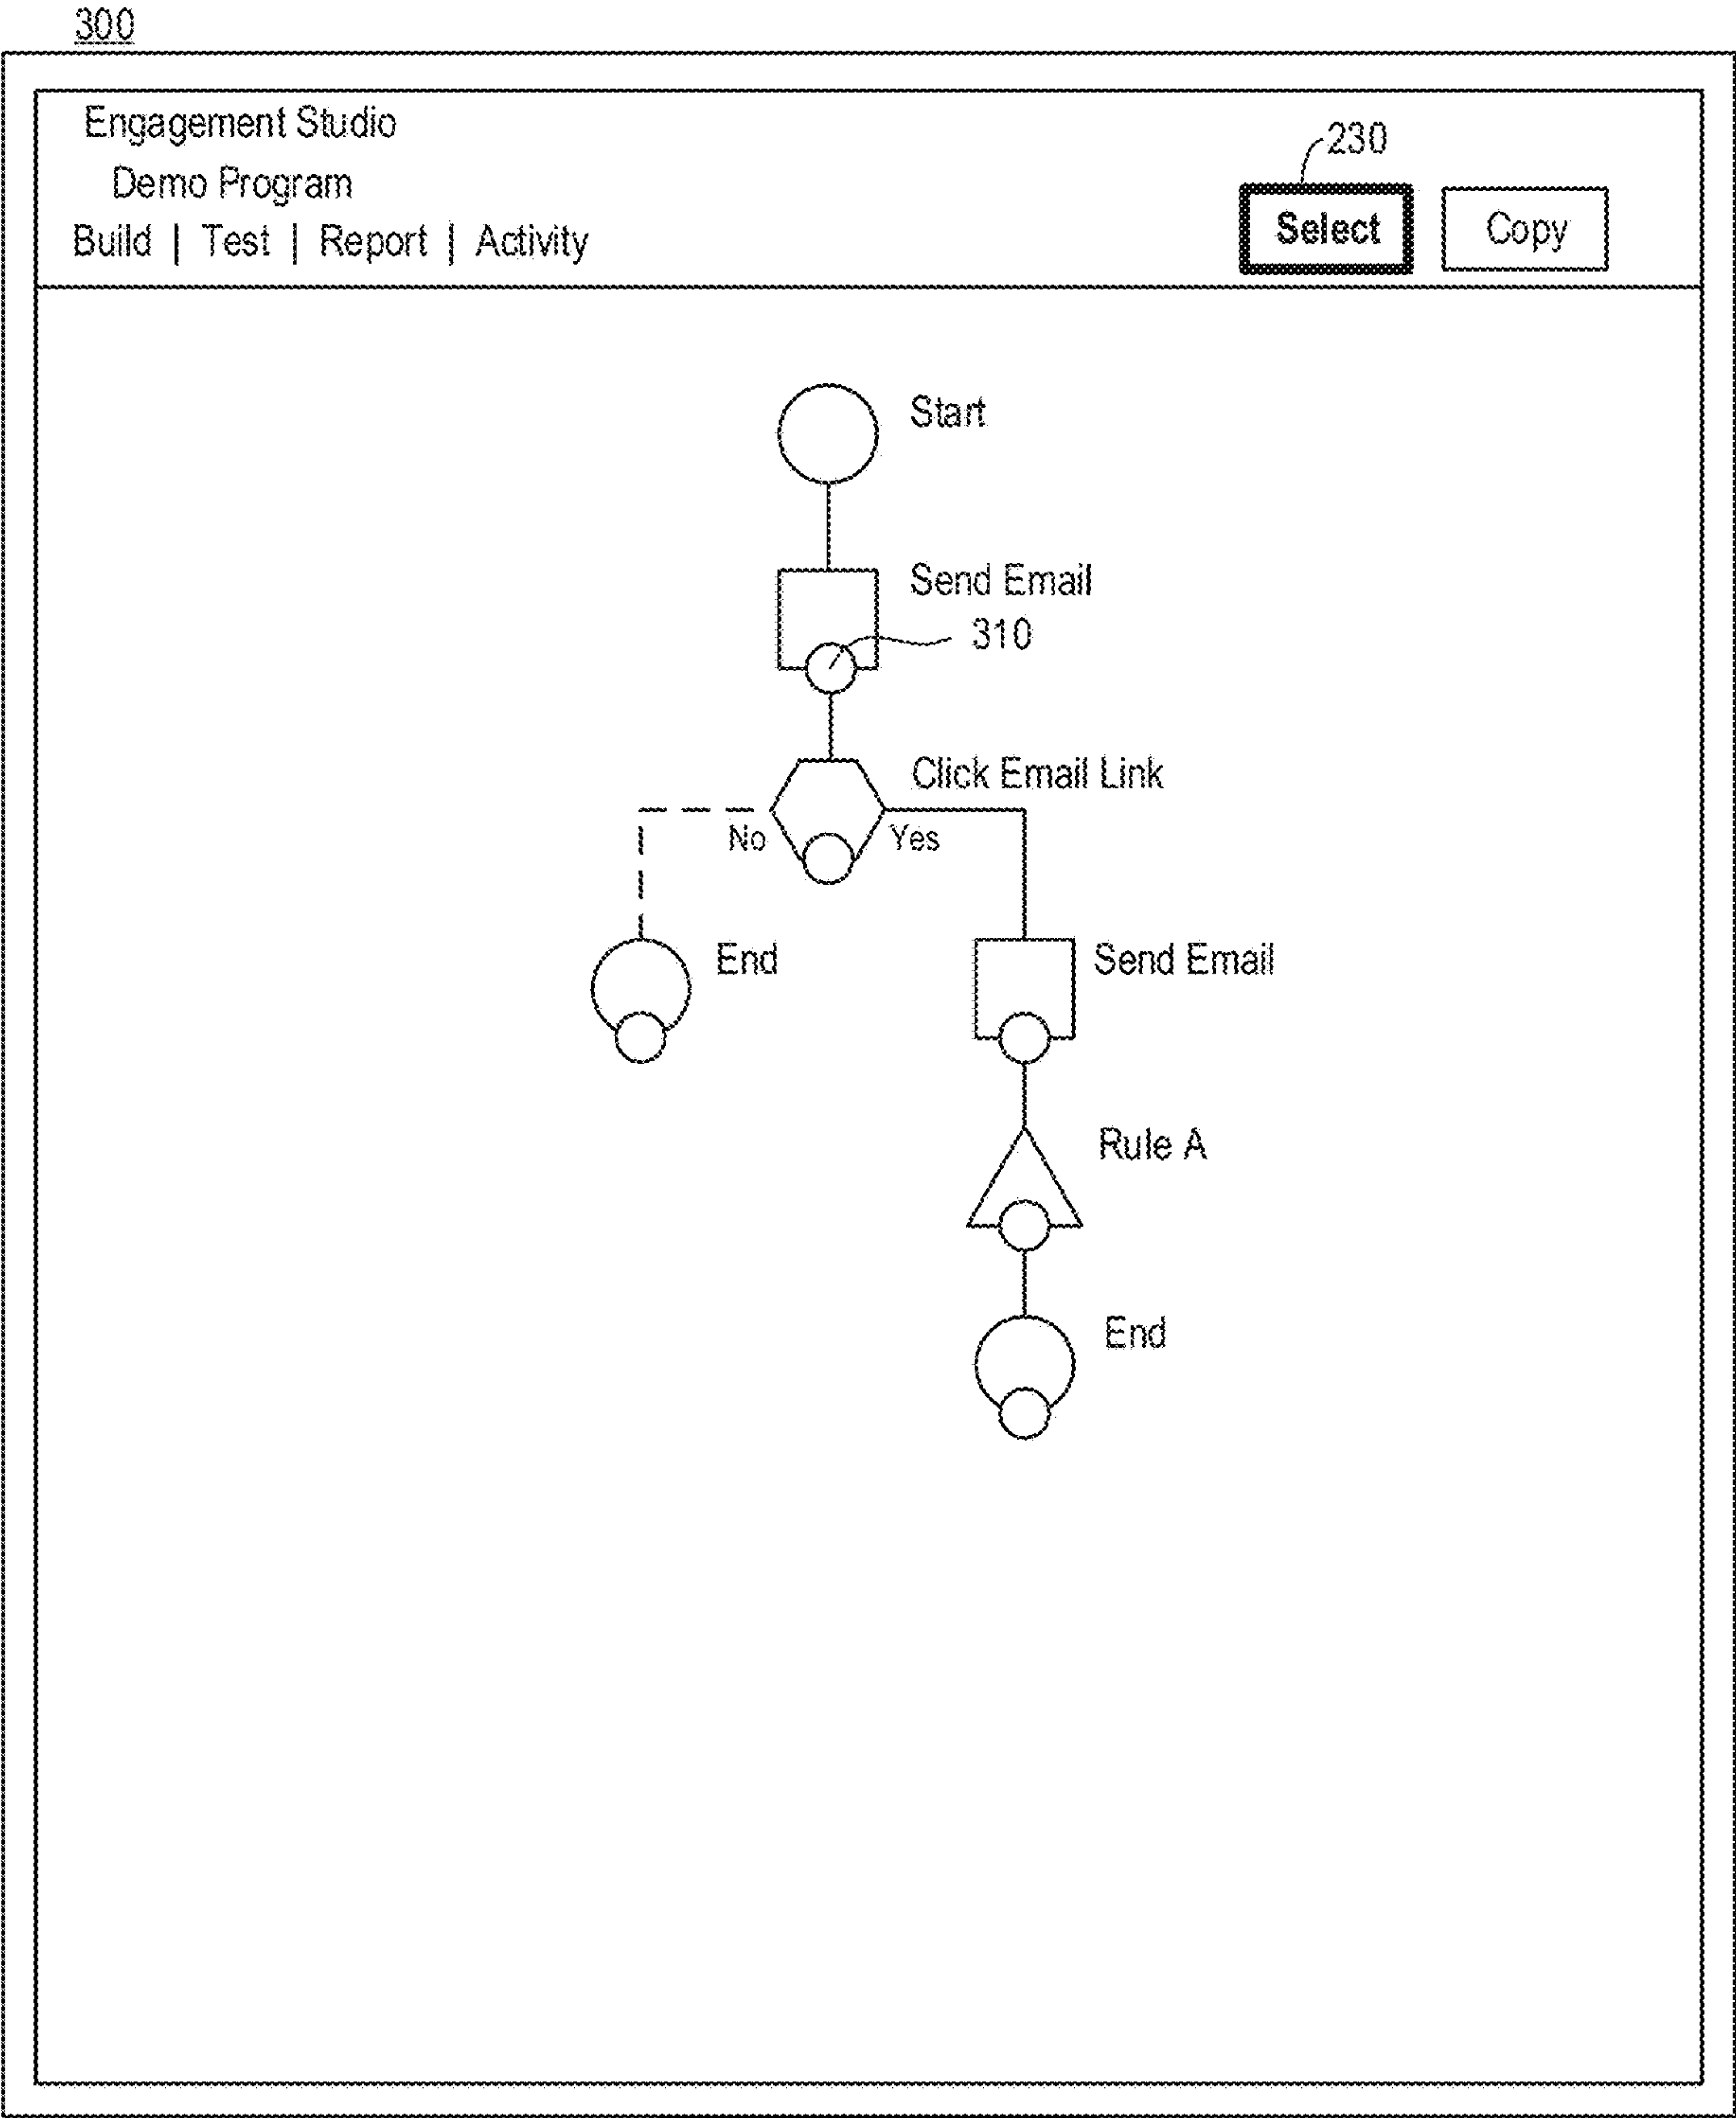 300
Engagement Studio
230
Demo Program
Select
Copy
Build | Test | Report | Activity
Start
Send Email
310
Click Email Link
No
Yes
End
Send Email
Rule A
End